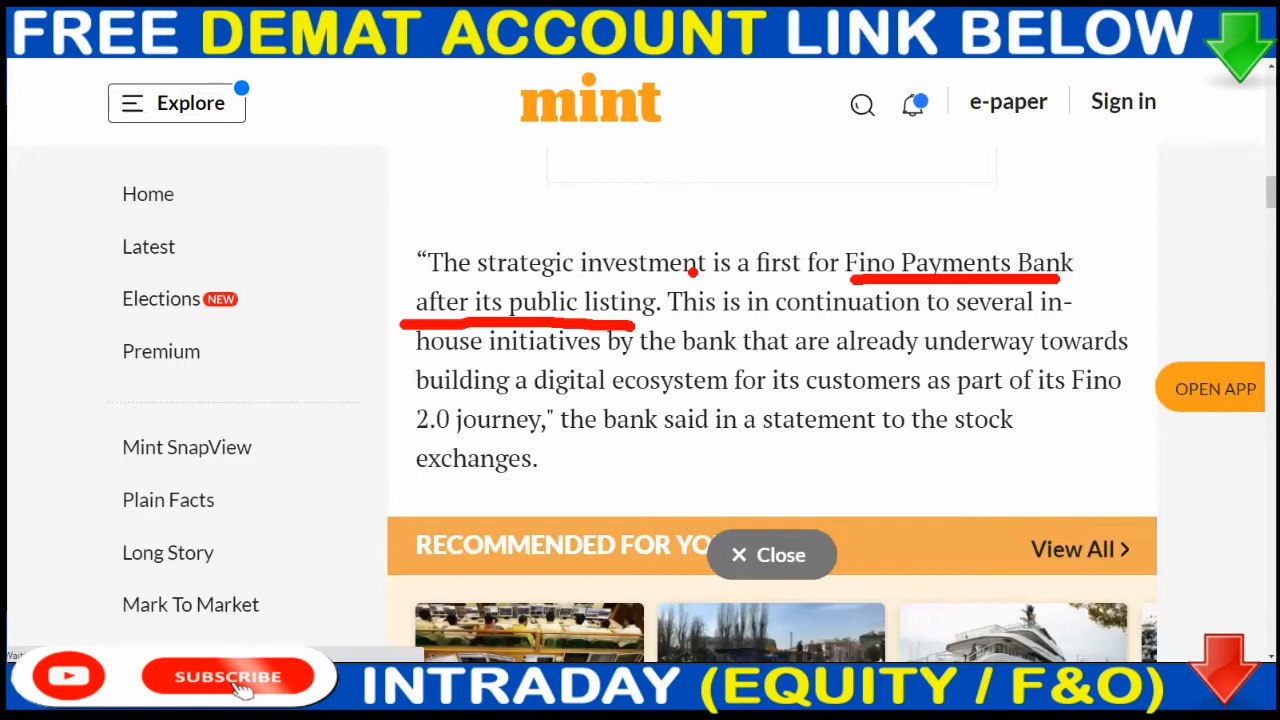 FREE DEMAT ACCOUNT LINK BELOW
Explore
mint
e-paper
Sign in
Home
Latest
Elections NEW
Premium
Mint SnapView
Plain Facts
Long Story
Mark To Market
“The strategic investment is a first for Fino Payments Bank
after its public listing. This is in continuation to several in-
house initiatives by the bank that are already underway towards
building a digital ecosystem for its customers as part of its Fino
2.0 journey," the bank said in a statement to the stock
exchanges.
OPEN APP
RECOMMENDED FOR YO
Close
View All
SUBSCRIBE
INTRADAY (EQUITY / F&O)